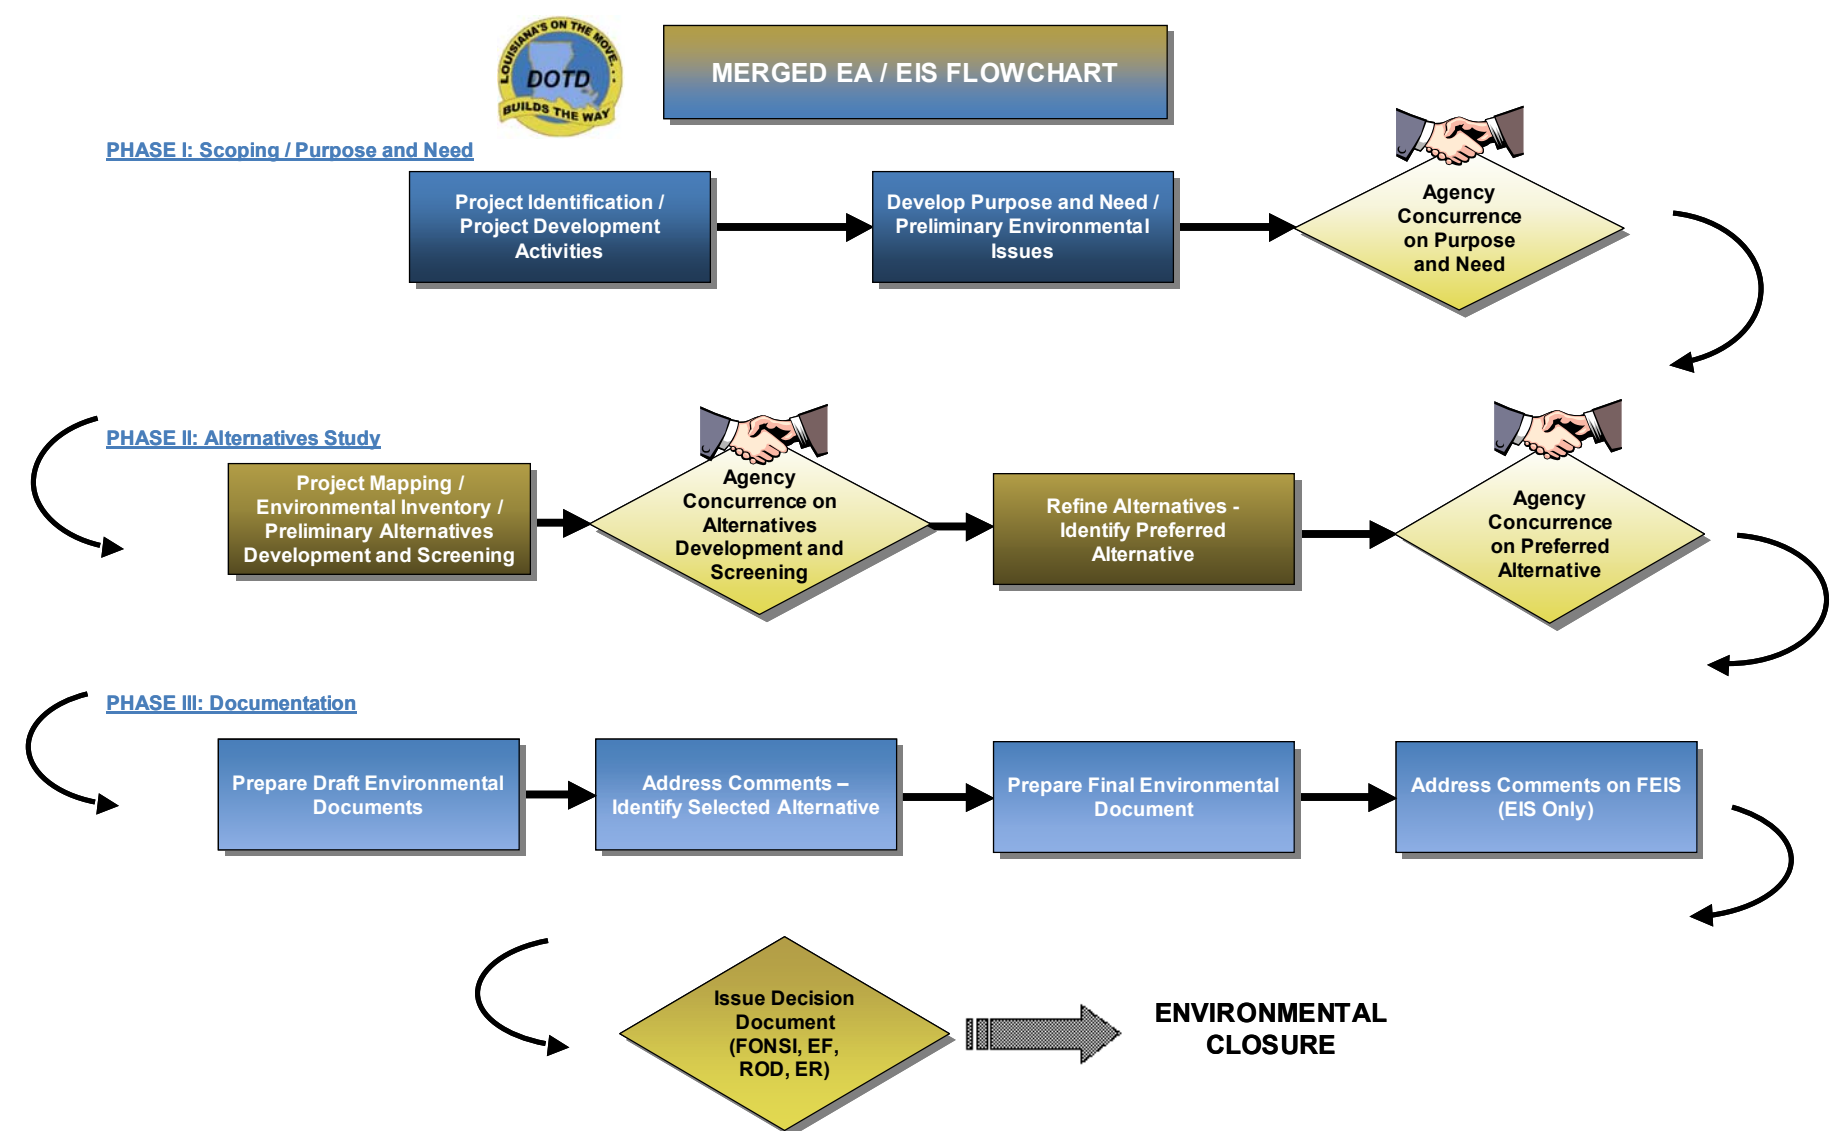 LOUISIANA'S ON THE MOVE...
DOTD
BUILDS THE WAY
MERGED EA / EIS FLOWCHART
PHASE I: Scoping / Purpose and Need
Project Identification /
Project Development
Activities
Develop Purpose and Need /
Preliminary Environmental
Issues
Agency
Concurrence
on Purpose
and Need
PHASE II: Alternatives Study
Project Mapping /
Environmental Inventory /
Preliminary Alternatives
Development and Screening
Agency
Concurrence on
Alternatives
Development and
Screening
Refine Alternatives -
Identify Preferred
Alternative
Agency
Concurrence
on Preferred
Alternative
PHASE III: Documentation
Prepare Draft Environmental
Documents
Address Comments –
Identify Selected Alternative
Prepare Final Environmental
Document
Address Comments on FEIS
(EIS Only)
Issue Decision
Document
(FONSI, EF,
ROD, ER)
ENVIRONMENTAL
CLOSURE